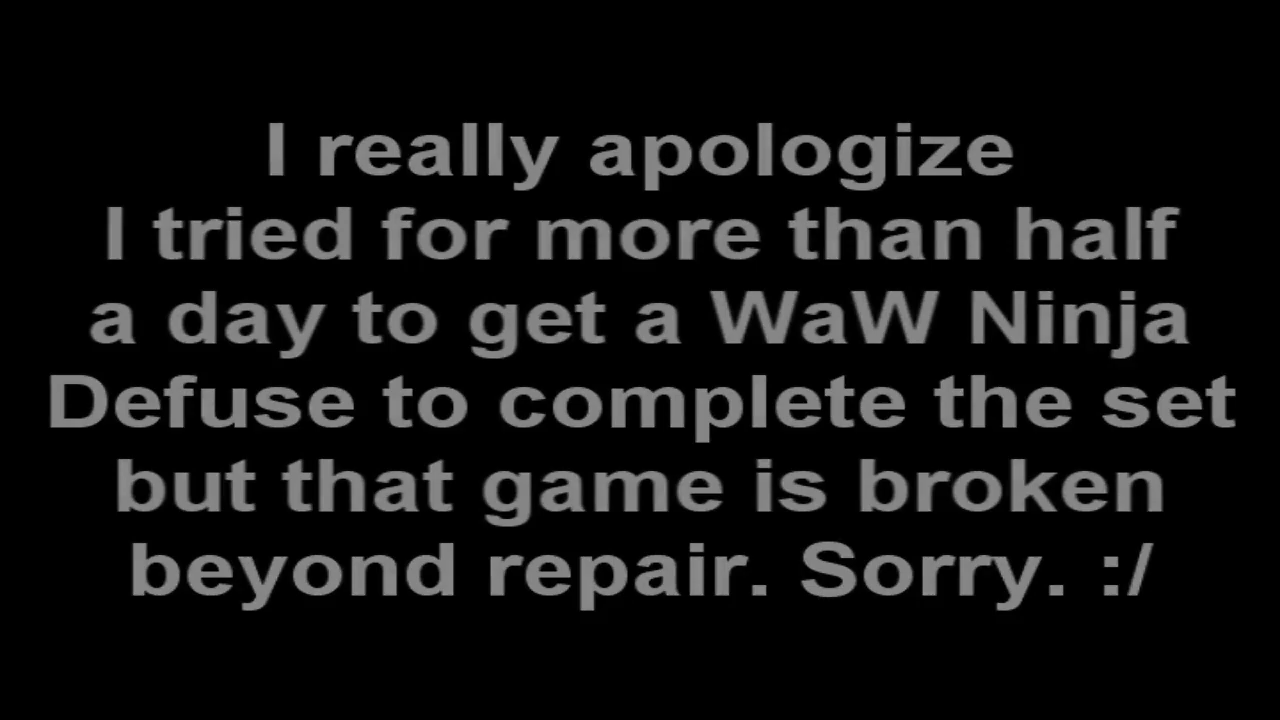 I really apologize
I tried for more than half
a day to get a WaW Ninja
Defuse to complete the set
but that game is broken
beyond repair. Sorry. :/